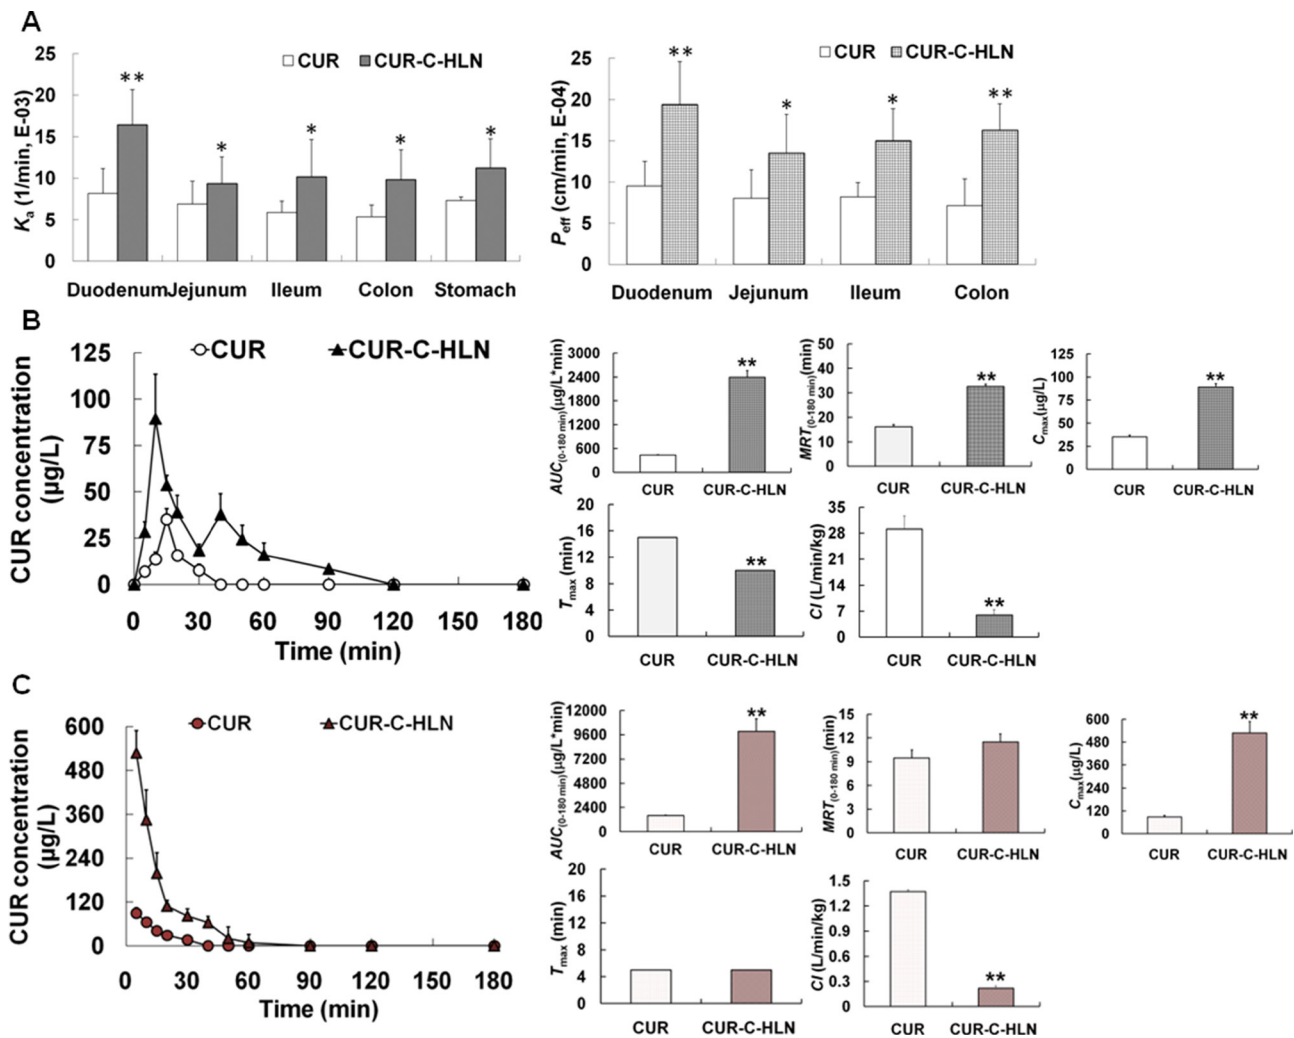 A
25
20
15
10
5
0
Ka (1/min, E-03)
CUR CUR-C-HLN
** * * * *
Duodenum Jejunum Ileum Colon Stomach
25
20
15
10
5
0
Peff (cm/min, E-04)
CUR CUR-C-HLN
** * * **
Duodenum Jejunum Ileum Colon
B
125
100
75
50
25
0
CUR concentration
(µg/L)
CUR CUR-C-HLN
0 30 60 90 120 150 180
Time (min)
3000
2400
1800
1200
600
0
AUC(0-180 min)(µg/L*min)
**
CUR CUR-C-HLN
50
40
30
20
10
0
MRT(0-180 min)(min)
**
CUR CUR-C-HLN
125
100
75
50
25
0
Cmax(µg/L)
**
CUR CUR-C-HLN
20
16
12
8
4
0
Tmax (min)
**
CUR CUR-C-HLN
35
28
21
14
7
0
Cl (L/min/kg)
**
CUR CUR-C-HLN
C
600
480
360
240
120
0
CUR concentration
(µg/L)
CUR CUR-C-HLN
0 30 60 90 120 150 180
Time (min)
12000
9600
7200
4800
2400
0
AUC(0-180 min)(µg/L*min)
**
CUR CUR-C-HLN
15
12
9
6
3
0
MRT(0-180 min)(min)
CUR CUR-C-HLN
600
480
360
240
120
0
Cmax(µg/L)
**
CUR CUR-C-HLN
20
16
12
8
4
0
Tmax (min)
CUR CUR-C-HLN
1.5
1.2
0.9
0.6
0.3
0
Cl (L/min/kg)
**
CUR CUR-C-HLN